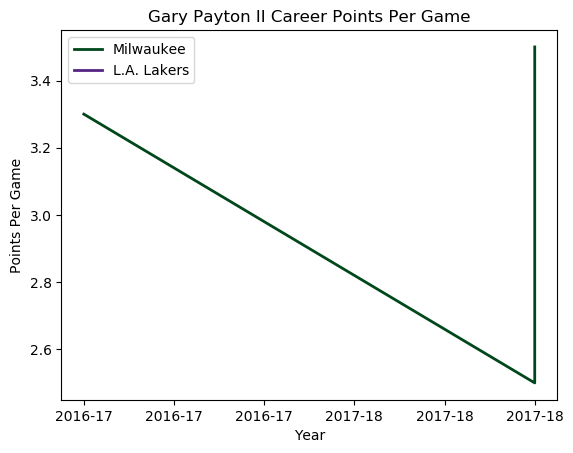 Gary Payton II Career Points Per Game
Milwaukee
L.A. Lakers
3.4
3.2
3.0
2.8
2.6
Points Per Game
2016-17 2016-17 2016-17 2017-18 2017-18 2017-18
Year